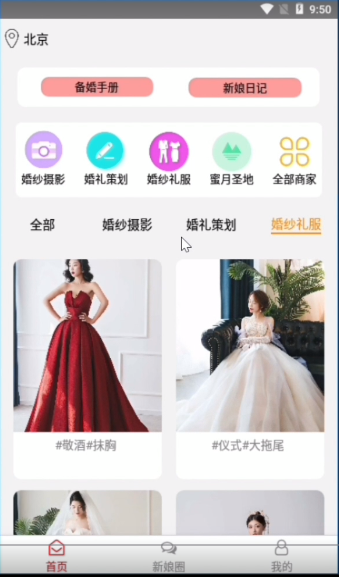 9:50
北京
备婚手册
新娘日记
婚纱摄影
婚礼策划
婚纱礼服
蜜月圣地
全部商家
全部
婚纱摄影
婚礼策划
婚纱礼服
#敬酒#抹胸
#仪式#大拖尾
首页
新娘圈
我的